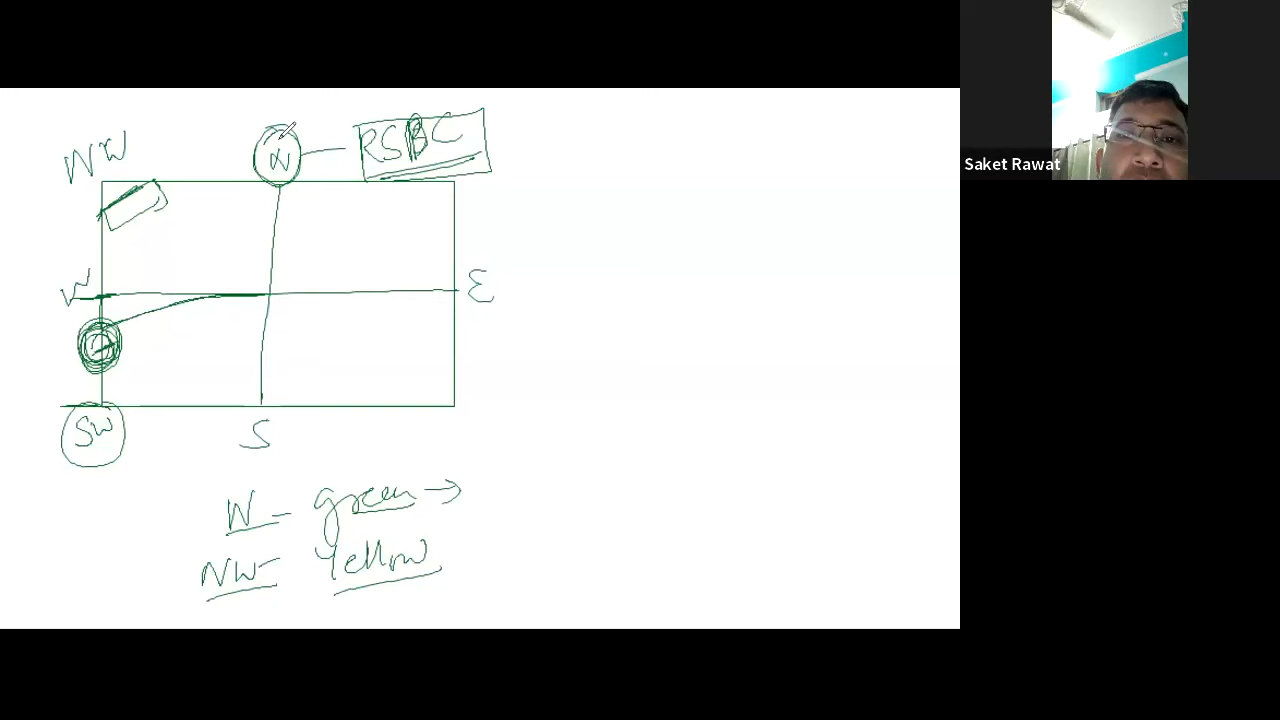 NW
N
RSBC
Saket Rawat
W
E
SW
S
W - green →
NW - Yellow